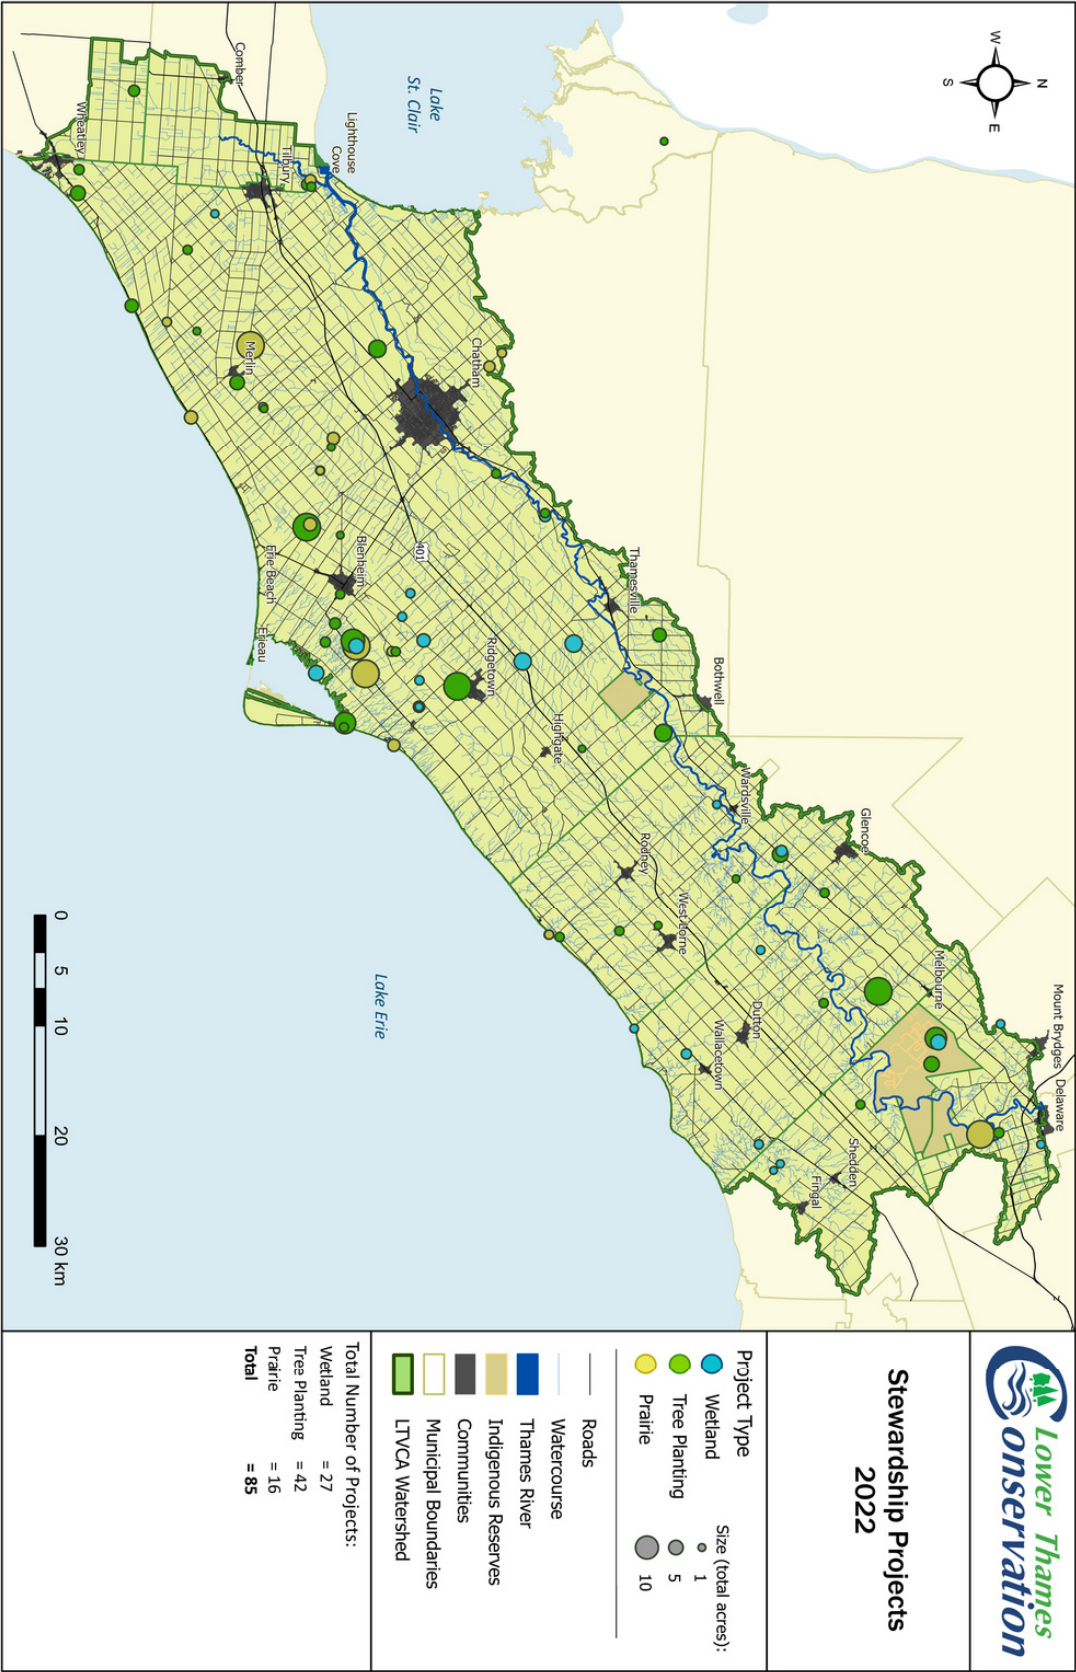 Lower Thames
Conservation
Stewardship Projects
2022
Project Type
Wetland
Tree Planting
Prairie
Size (total acres):
1
5
10
Roads
Watercourse
Thames River
Indigenous Reserves
Communities
Municipal Boundaries
LTVCA Watershed
Total Number of Projects:
Wetland = 27
Tree Planting = 42
Prairie = 16
Total = 85
N
W
E
S
Lake
St. Clair
Lake Erie
Mount Brydges
Delaware
Melbourne
Glencoe
Shedden
Fingal
Wardsville
Bothwell
Dutton
Wallacetown
West Lorne
Rodney
Thamesville
Highgate
Ridgetown
Chatham
401
Blenheim
Erie Beach
Erieau
Lighthouse
Cove
Tilbury
Merlin
Comber
Wheatley
0
5
10
20
30 km